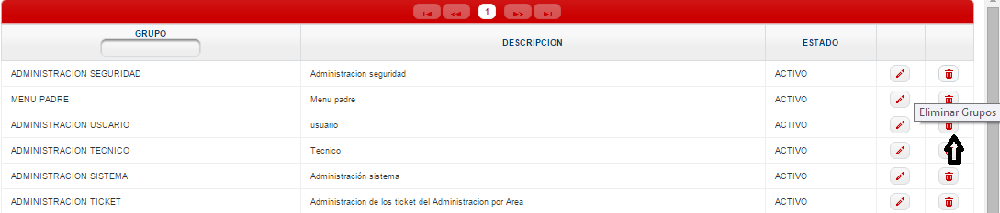 1
GRUPO DESCRIPCION ESTADO
ADMINISTRACION SEGURIDAD Administracion seguridad ACTIVO
MENU PADRE Menu padre ACTIVO
Eliminar Grupos
ADMINISTRACION USUARIO usuario ACTIVO
ADMINISTRACION TECNICO Tecnico ACTIVO
ADMINISTRACION SISTEMA Administración sistema ACTIVO
ADMINISTRACION TICKET Administracion de los ticket del Administracion por Area ACTIVO